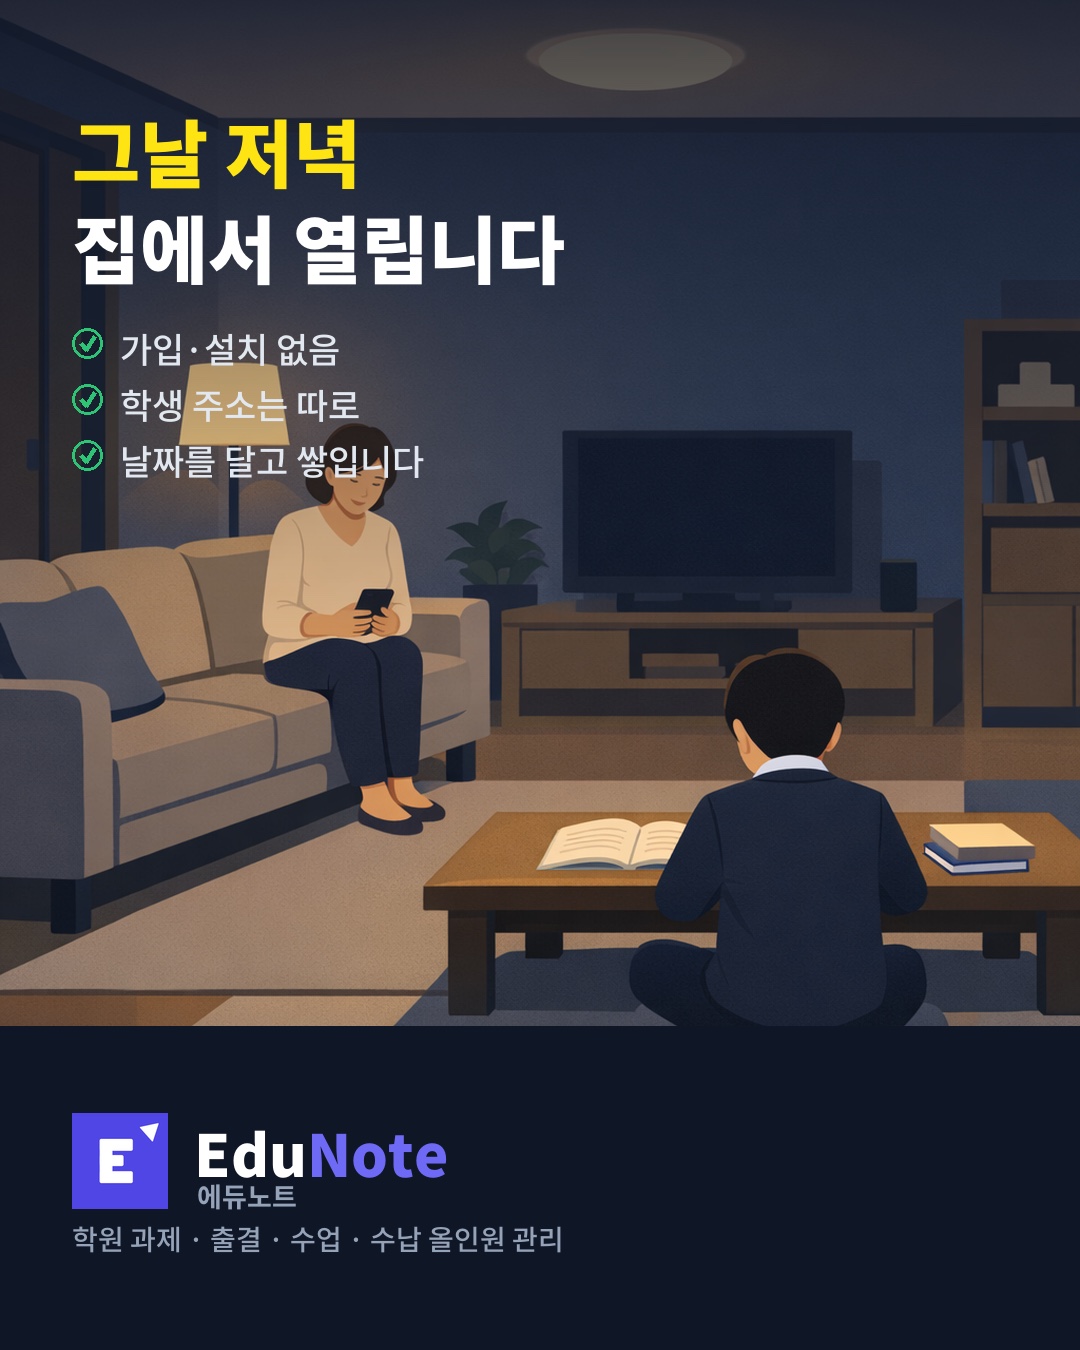 그날 저녁
집에서 열립니다
가입·설치 없음
학생 주소는 따로
날짜를 달고 쌓입니다
E
EduNote
에듀노트
학원 과제 · 출결 · 수업 · 수납 올인원 관리